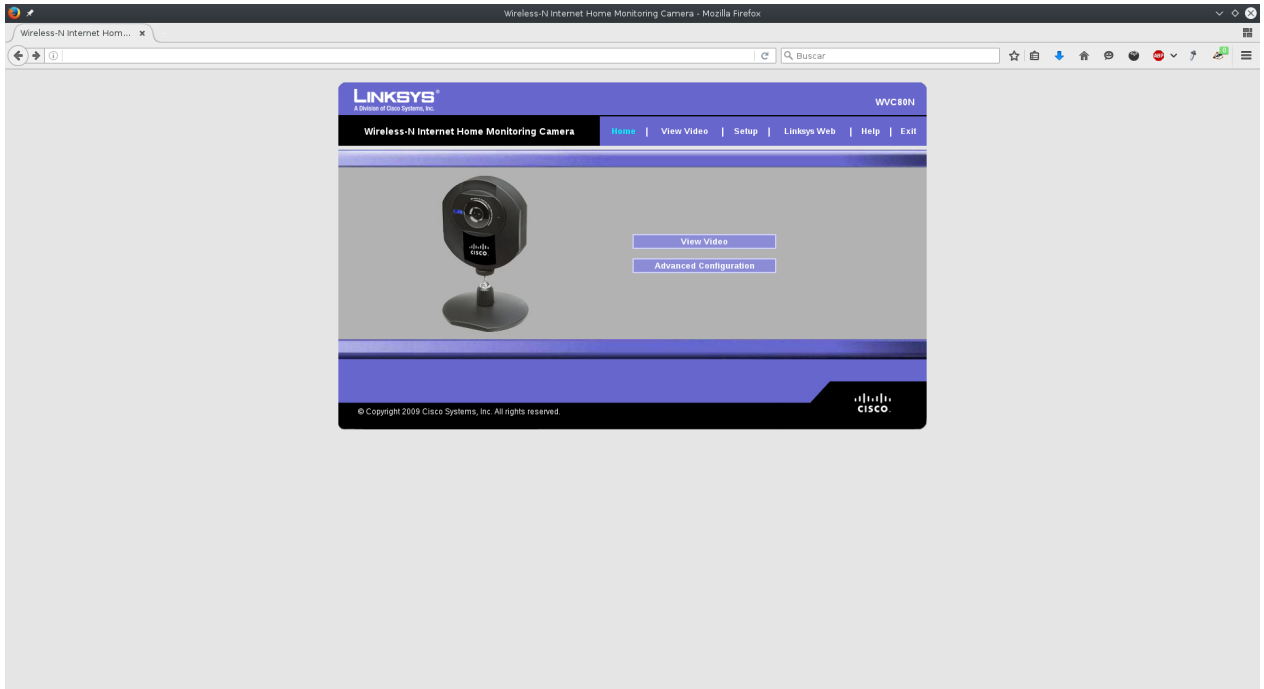 Wireless-N Internet Home Monitoring Camera - Mozilla Firefox
Wireless-N Internet Hom...
Buscar
0
ABP
LINKSYS®
A Division of Cisco Systems, Inc.
WVC80N
Wireless-N Internet Home Monitoring Camera
Home | View Video | Setup | Linksys Web | Help | Exit
CISCO.
View Video
Advanced Configuration
CISCO.
© Copyright 2009 Cisco Systems, Inc. All rights reserved.